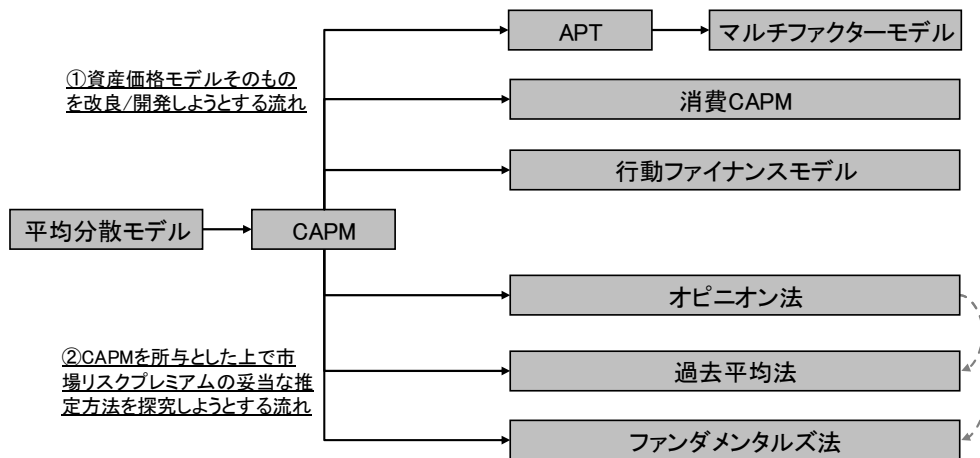 APT
マルチファクターモデル
①資産価格モデルそのもの
を改良/開発しようとする流れ
消費CAPM
行動ファイナンスモデル
平均分散モデル
CAPM
オピニオン法
②CAPMを所与とした上で市
場リスクプレミアムの妥当な推
定方法を探究しようとする流れ
過去平均法
ファンダメンタルズ法